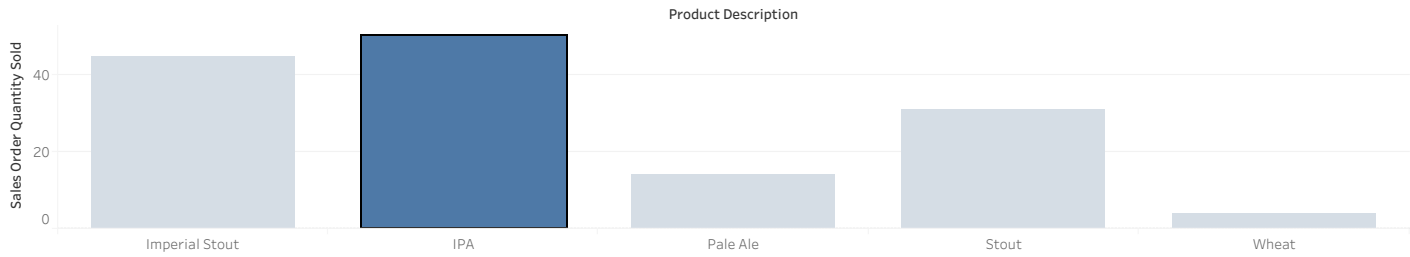 Product Description
Sales Order Quantity Sold
40
20
0
Imperial Stout
IPA
Pale Ale
Stout
Wheat